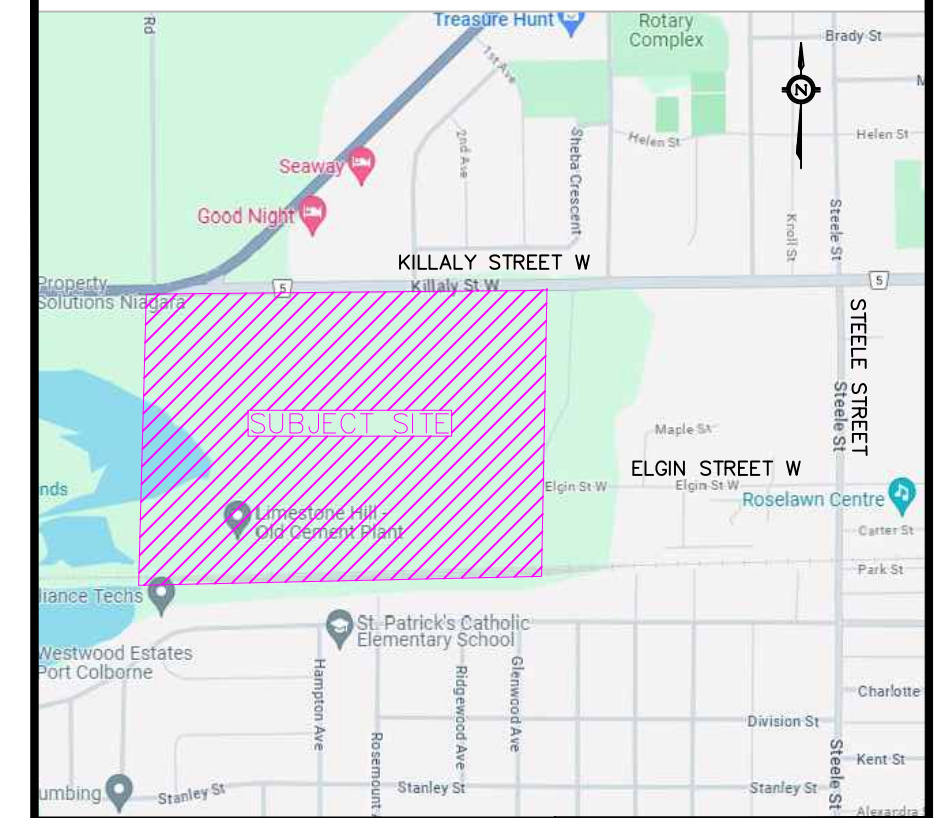 Treasure Hunt
Rotary
Complex
Brady St
Rd
1st Ave
N
2nd Ave
Sheba Crescent
Helen St
Helen St
Seaway
Good Night
Knoll St
Steele St
KILLALY STREET W
Property
Solutions Niagara
5
Killaly St W
5
STEELE STREET
SUBJECT SITE
Steele St
Maple St
ELGIN STREET W
nds
Elgin St W
Elgin St W
Roselawn Centre
Limestone Hill -
Old Cement Plant
Carter St
Park St
liance Techs
St. Patrick's Catholic
Elementary School
Westwood Estates
Port Colborne
Hampton Ave
Ridgewood Ave
Glenwood Ave
Charlotte
Division St
Rosemount
Steele St
Kent St
umbing
Stanley St
Stanley St
Stanley St
Alexandra